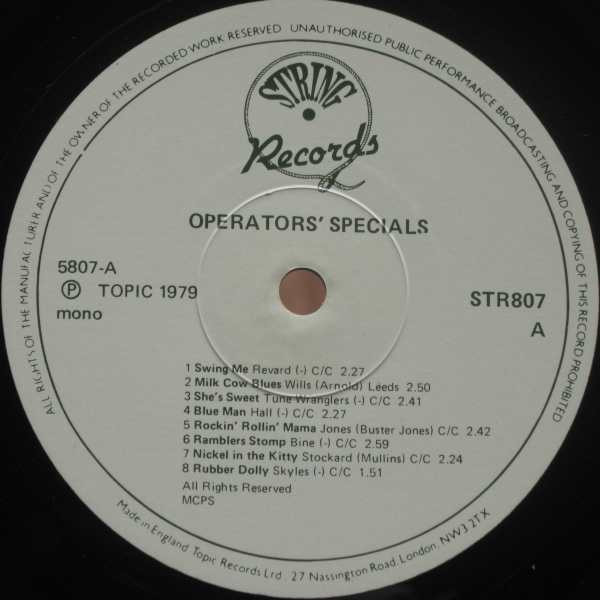 ALL RIGHTS OF THE MANUFACTURER AND OF THE OWNER OF THE RECORDED WORK RESERVED UNAUTHORISED PUBLIC PERFORMANCE BROADCASTING AND COPYING OF THIS RECORD PROHIBITED
STRING
Records
OPERATORS' SPECIALS
5807-A
Ⓟ TOPIC 1979
mono
STR807
A
1 Swing Me Revard (-) C/C 2.27
2 Milk Cow Blues Wills (Arnold) Leeds 2.50
3 She's Sweet Tune Wranglers (-) C/C 2.41
4 Blue Man Hall (-) C/C 2.27
5 Rockin' Rollin' Mama Jones (Buster Jones) C/C 2.42
6 Ramblers Stomp Bine (-) C/C 2.59
7 Nickel in the Kitty Stockard (Mullins) C/C 2.24
8 Rubber Dolly Skyles (-) C/C 1.51
All Rights Reserved
MCPS
Made in England Topic Records Ltd. 27 Nassington Road, London, NW3 2TX